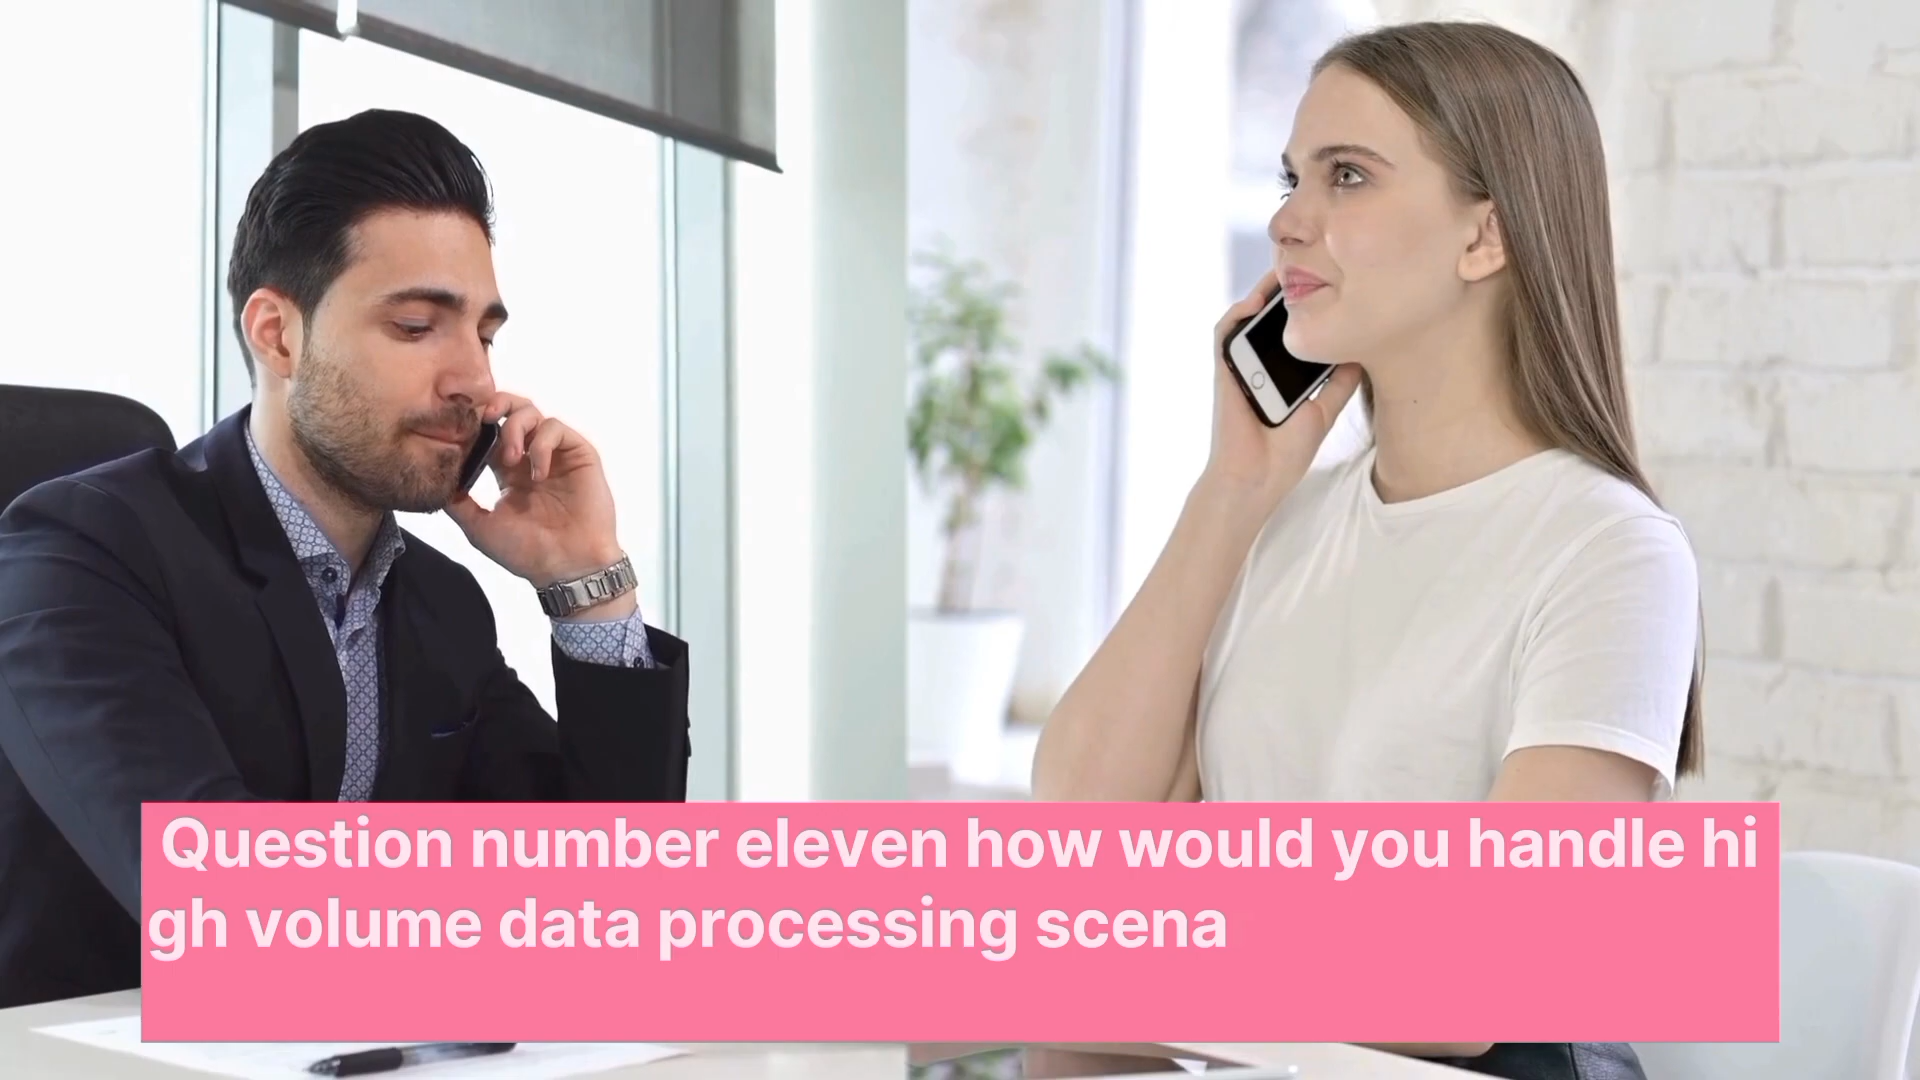 Question number eleven how would you handle hi
gh volume data processing scena